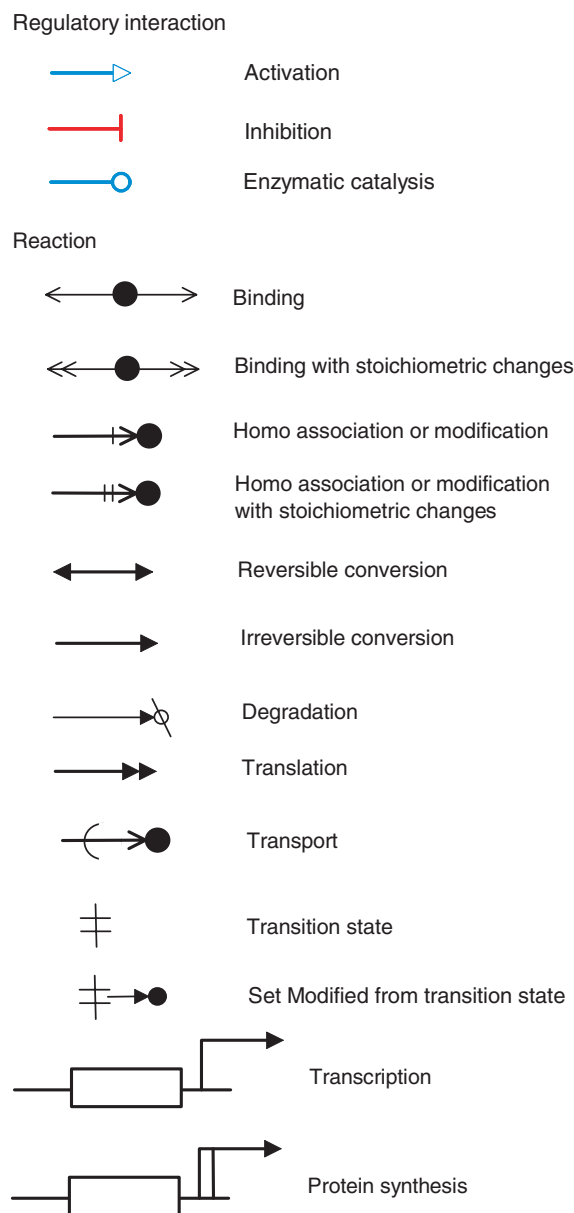 Regulatory interaction
Activation
Inhibition
Enzymatic catalysis
Reaction
Binding
Binding with stoichiometric changes
Homo association or modification
Homo association or modification
with stoichiometric changes
Reversible conversion
Irreversible conversion
Degradation
Translation
Transport
Transition state
Set Modified from transition state
Transcription
Protein synthesis